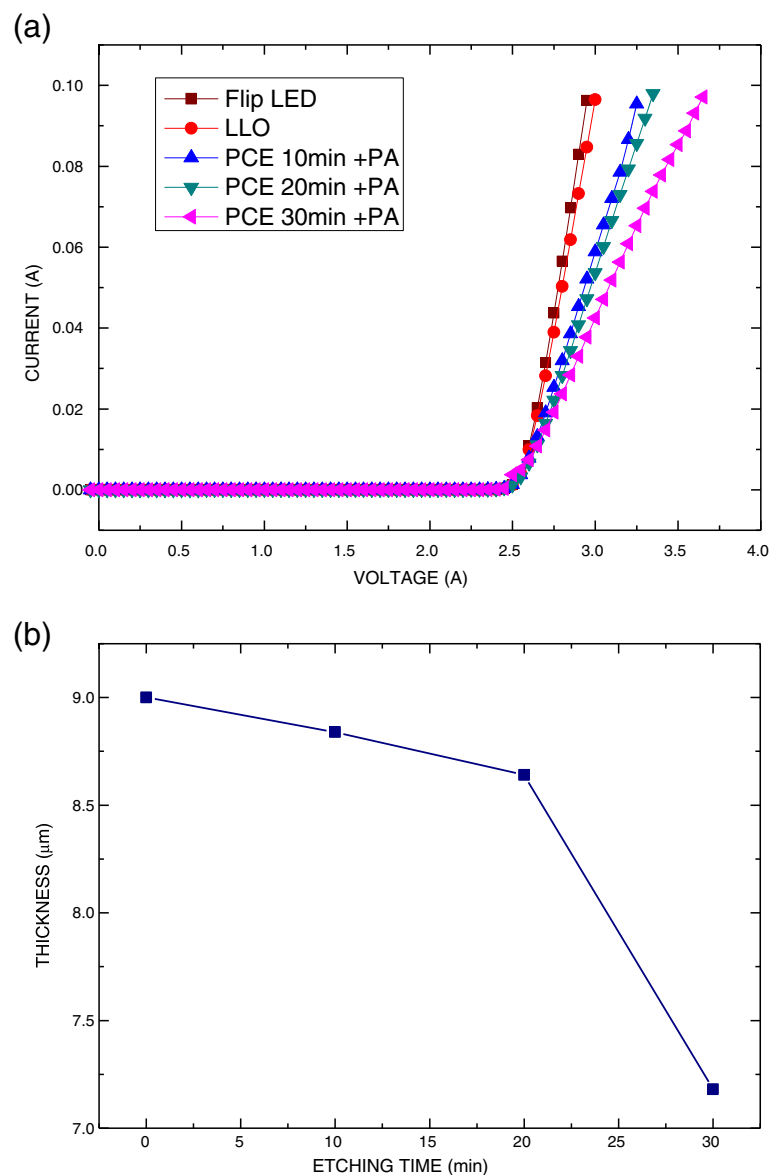 (a)
0.10
0.08
0.06
0.04
0.02
0.00
CURRENT (A)
Flip LED
LLO
PCE 10min +PA
PCE 20min +PA
PCE 30min +PA
0.0 0.5 1.0 1.5 2.0 2.5 3.0 3.5 4.0
VOLTAGE (A)
(b)
9.0
8.5
8.0
7.5
7.0
THICKNESS (μm)
0 5 10 15 20 25 30
ETCHING TIME (min)